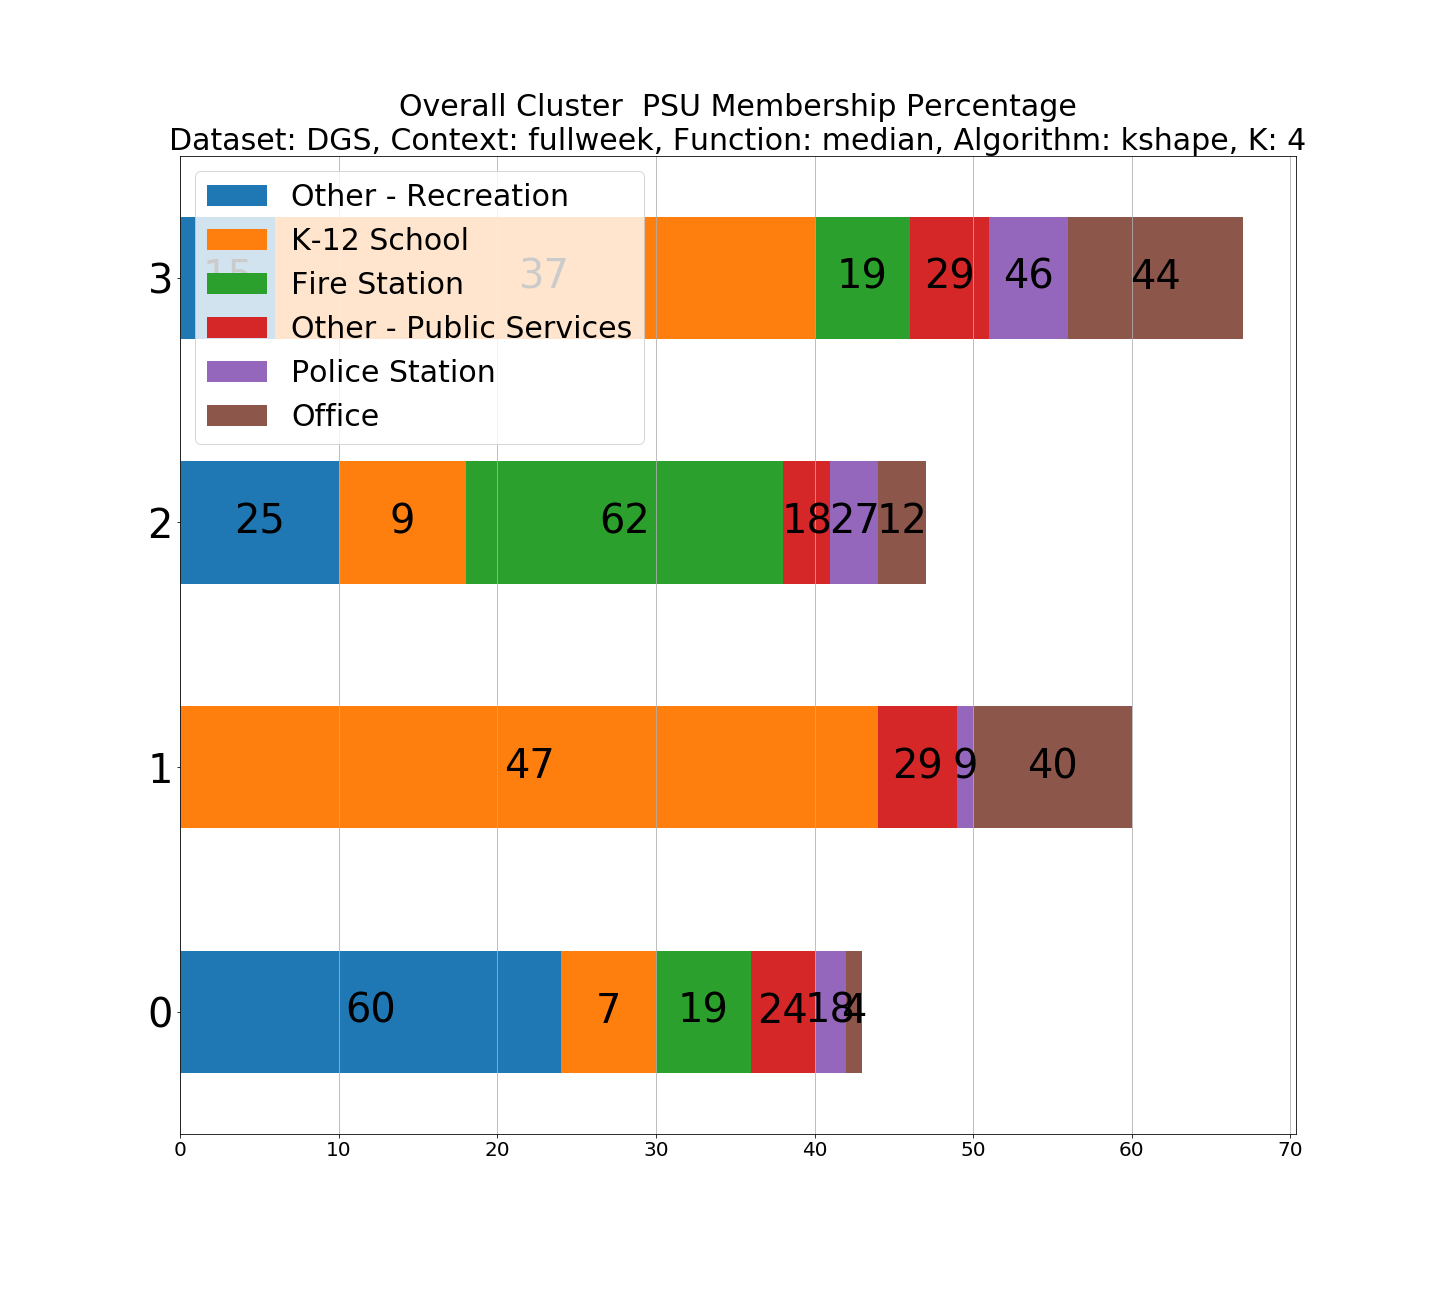 Overall Cluster  PSU Membership Percentage
Dataset: DGS, Context: fullweek, Function: median, Algorithm: kshape, K: 4
Other - Recreation
K-12 School
Fire Station
Other - Public Services
Police Station
Office
3 15 37 19 29 46 44
2 25 9 62 18 27 12
1 47 29 9 40
0 60 7 19 24 18 4
0 10 20 30 40 50 60 70